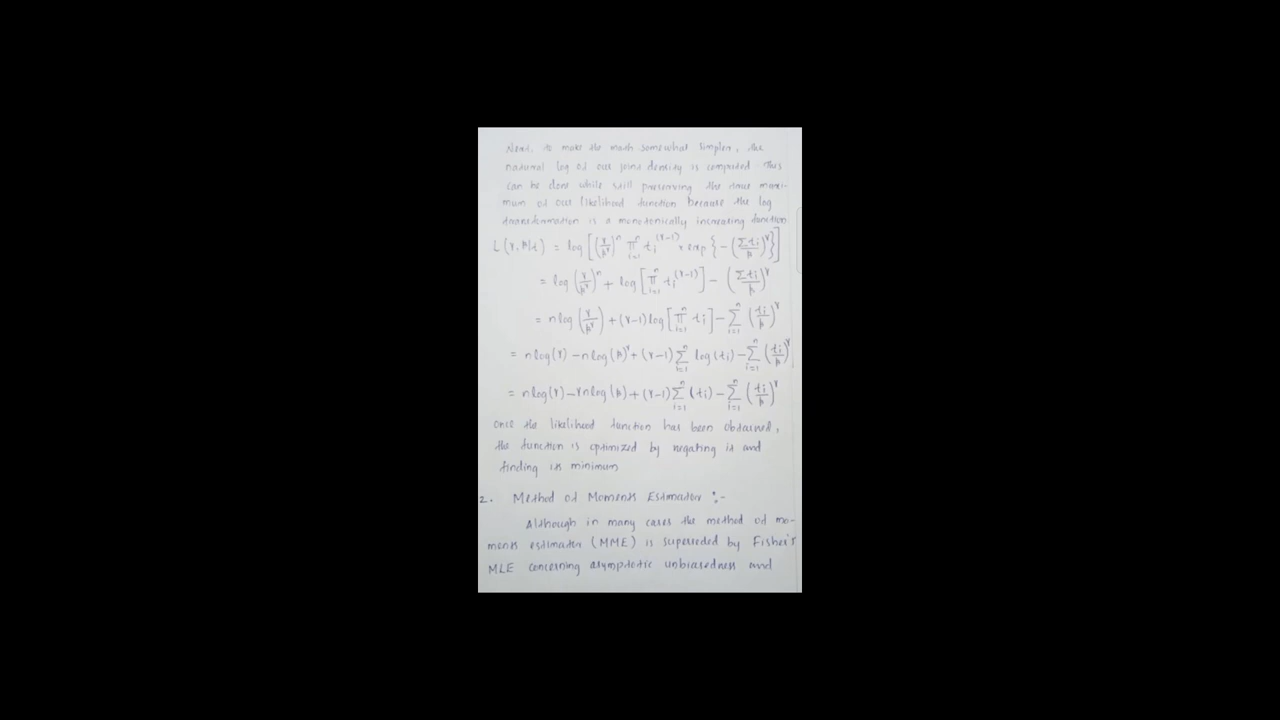 Next, to make the math somewhat simpler, the
natural log of our joint density is computed This
can be done while still preserving the true maxi-
mum of our likelihood function because the log
transformation is a monotonically increasing function
L(γ,β|t) = log[(γ/β^γ)^n ∏_{i=1}^n t_i^(γ-1) * exp{-(Σt_i/β)^γ}]
= log(γ/β^γ)^n + log[∏_{i=1}^n t_i^(γ-1)] - (Σt_i/β)^γ
= n log(γ/β^γ) + (γ-1) log[∏_{i=1}^n t_i] - Σ_{i=1}^n (t_i/β)^γ
= n log(γ) - n log(β)^γ + (γ-1) Σ_{i=1}^n log(t_i) - Σ_{i=1}^n (t_i/β)^γ
= n log(γ) - γn log(β) + (γ-1) Σ_{i=1}^n (t_i) - Σ_{i=1}^n (t_i/β)^γ
Once the likelihood function has been obtained,
the function is optimized by negating it and
finding its minimum
2. Method of Moments Estimator :-
Although in many cases the method of mo-
ments estimator (MME) is superseded by Fisher's
MLE concerning asymptotic unbiasedness and